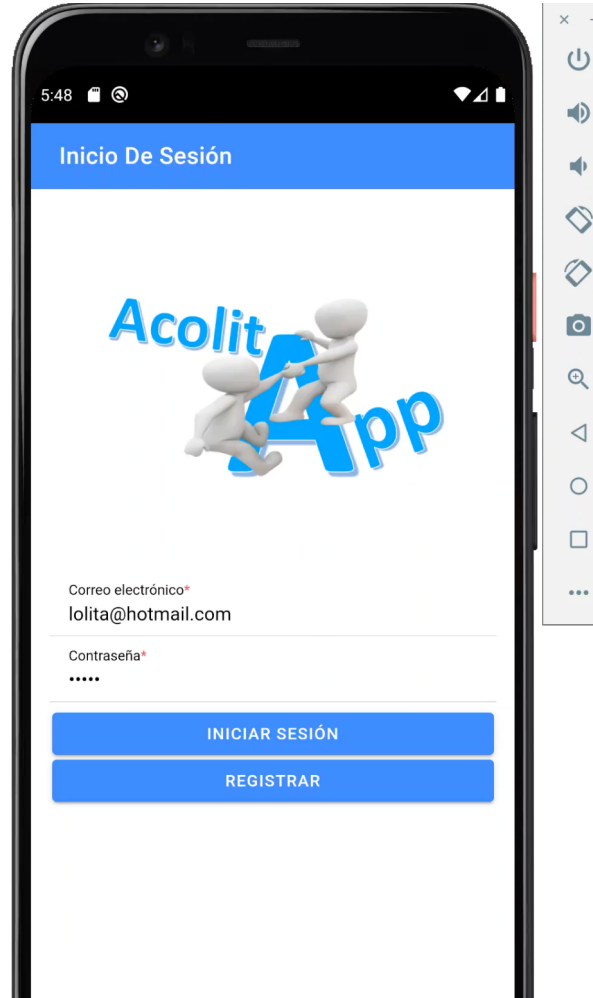 5:48
Inicio De Sesión
Acolit
App
Correo electrónico*
lolita@hotmail.com
Contraseña*
•••••
INICIAR SESIÓN
REGISTRAR